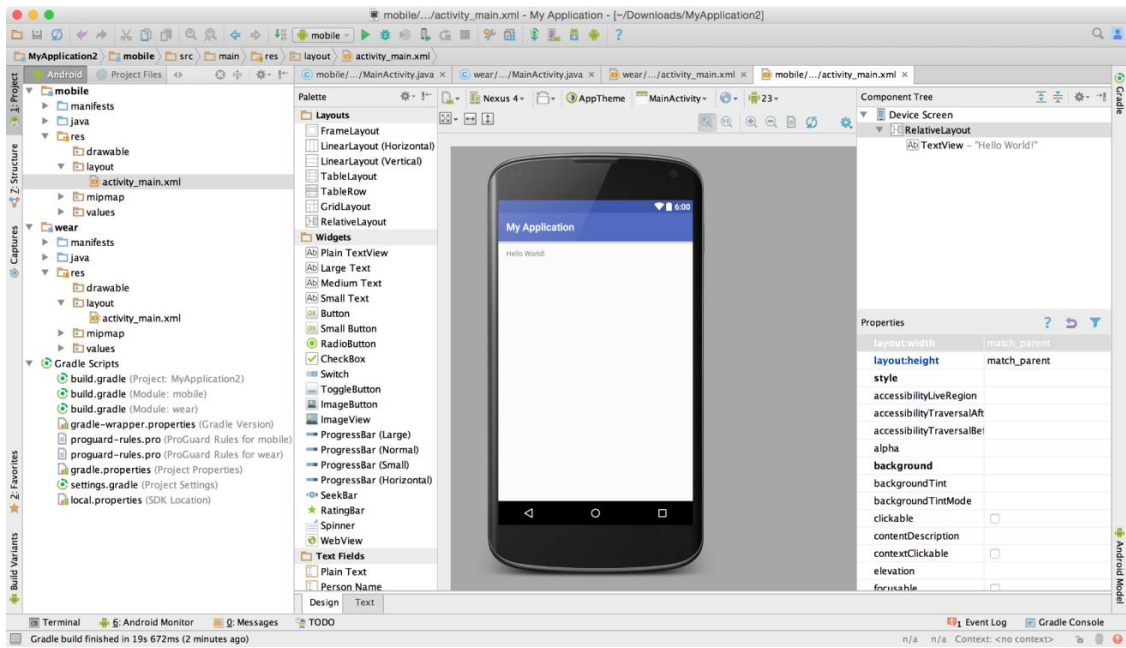 mobile/.../activity_main.xml - My Application - [~/Downloads/MyApplication2]
mobile
MyApplication2 mobile src main res layout activity_main.xml
Android Project Files
mobile/.../MainActivity.java × wear/.../MainActivity.java × wear/.../activity_main.xml × mobile/.../activity_main.xml ×
1: Project
Z: Structure
Captures
2: Favorites
Build Variants
mobile
manifests
java
res
drawable
layout
activity_main.xml
mipmap
values
wear
manifests
java
res
drawable
layout
activity_main.xml
mipmap
values
Gradle Scripts
build.gradle (Project: MyApplication2)
build.gradle (Module: mobile)
build.gradle (Module: wear)
gradle-wrapper.properties (Gradle Version)
proguard-rules.pro (ProGuard Rules for mobile)
proguard-rules.pro (ProGuard Rules for wear)
gradle.properties (Project Properties)
settings.gradle (Project Settings)
local.properties (SDK Location)
Palette
Layouts
FrameLayout
LinearLayout (Horizontal)
LinearLayout (Vertical)
TableLayout
TableRow
GridLayout
RelativeLayout
Widgets
Ab Plain TextView
Ab Large Text
Ab Medium Text
Ab Small Text
OK Button
OK Small Button
RadioButton
CheckBox
Switch
ToggleButton
ImageButton
ImageView
ProgressBar (Large)
ProgressBar (Normal)
ProgressBar (Small)
ProgressBar (Horizontal)
SeekBar
RatingBar
Spinner
WebView
Text Fields
Plain Text
Person Name
Design Text
Nexus 4 AppTheme MainActivity 23
6:00
My Application
Hello World!
Component Tree
Device Screen
RelativeLayout
Ab TextView - "Hello World!"
Properties ?
layout:width match_parent
layout:height match_parent
style
accessibilityLiveRegion
accessibilityTraversalAft
accessibilityTraversalBef
alpha
background
backgroundTint
backgroundTintMode
clickable
contentDescription
contextClickable
elevation
focusable
Gradle
Android Model
Terminal 6: Android Monitor 0: Messages TODO 1 Event Log Gradle Console
Gradle build finished in 19s 672ms (2 minutes ago) n/a n/a Context: <no context>